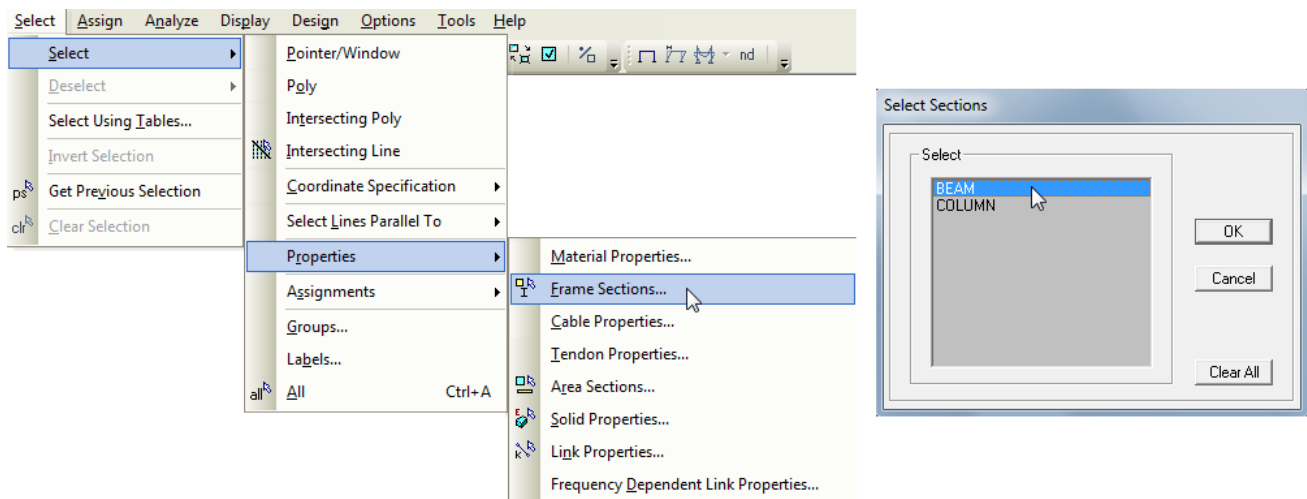 Select Assign Analyze Display Design Options Tools Help
nd
Select
Deselect
Select Using Tables...
Invert Selection
ps Get Previous Selection
clr Clear Selection
Pointer/Window
Poly
Intersecting Poly
Intersecting Line
Coordinate Specification
Select Lines Parallel To
Properties
Assignments
Groups...
Labels...
all All Ctrl+A
Material Properties...
Frame Sections...
Cable Properties...
Tendon Properties...
Area Sections...
Solid Properties...
Link Properties...
Frequency Dependent Link Properties...
Select Sections
Select
BEAM
COLUMN
OK
Cancel
Clear All